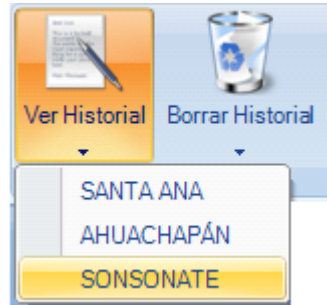 Ver Historial
Borrar Historial
SANTA ANA
AHUACHAPÁN
SONSONATE